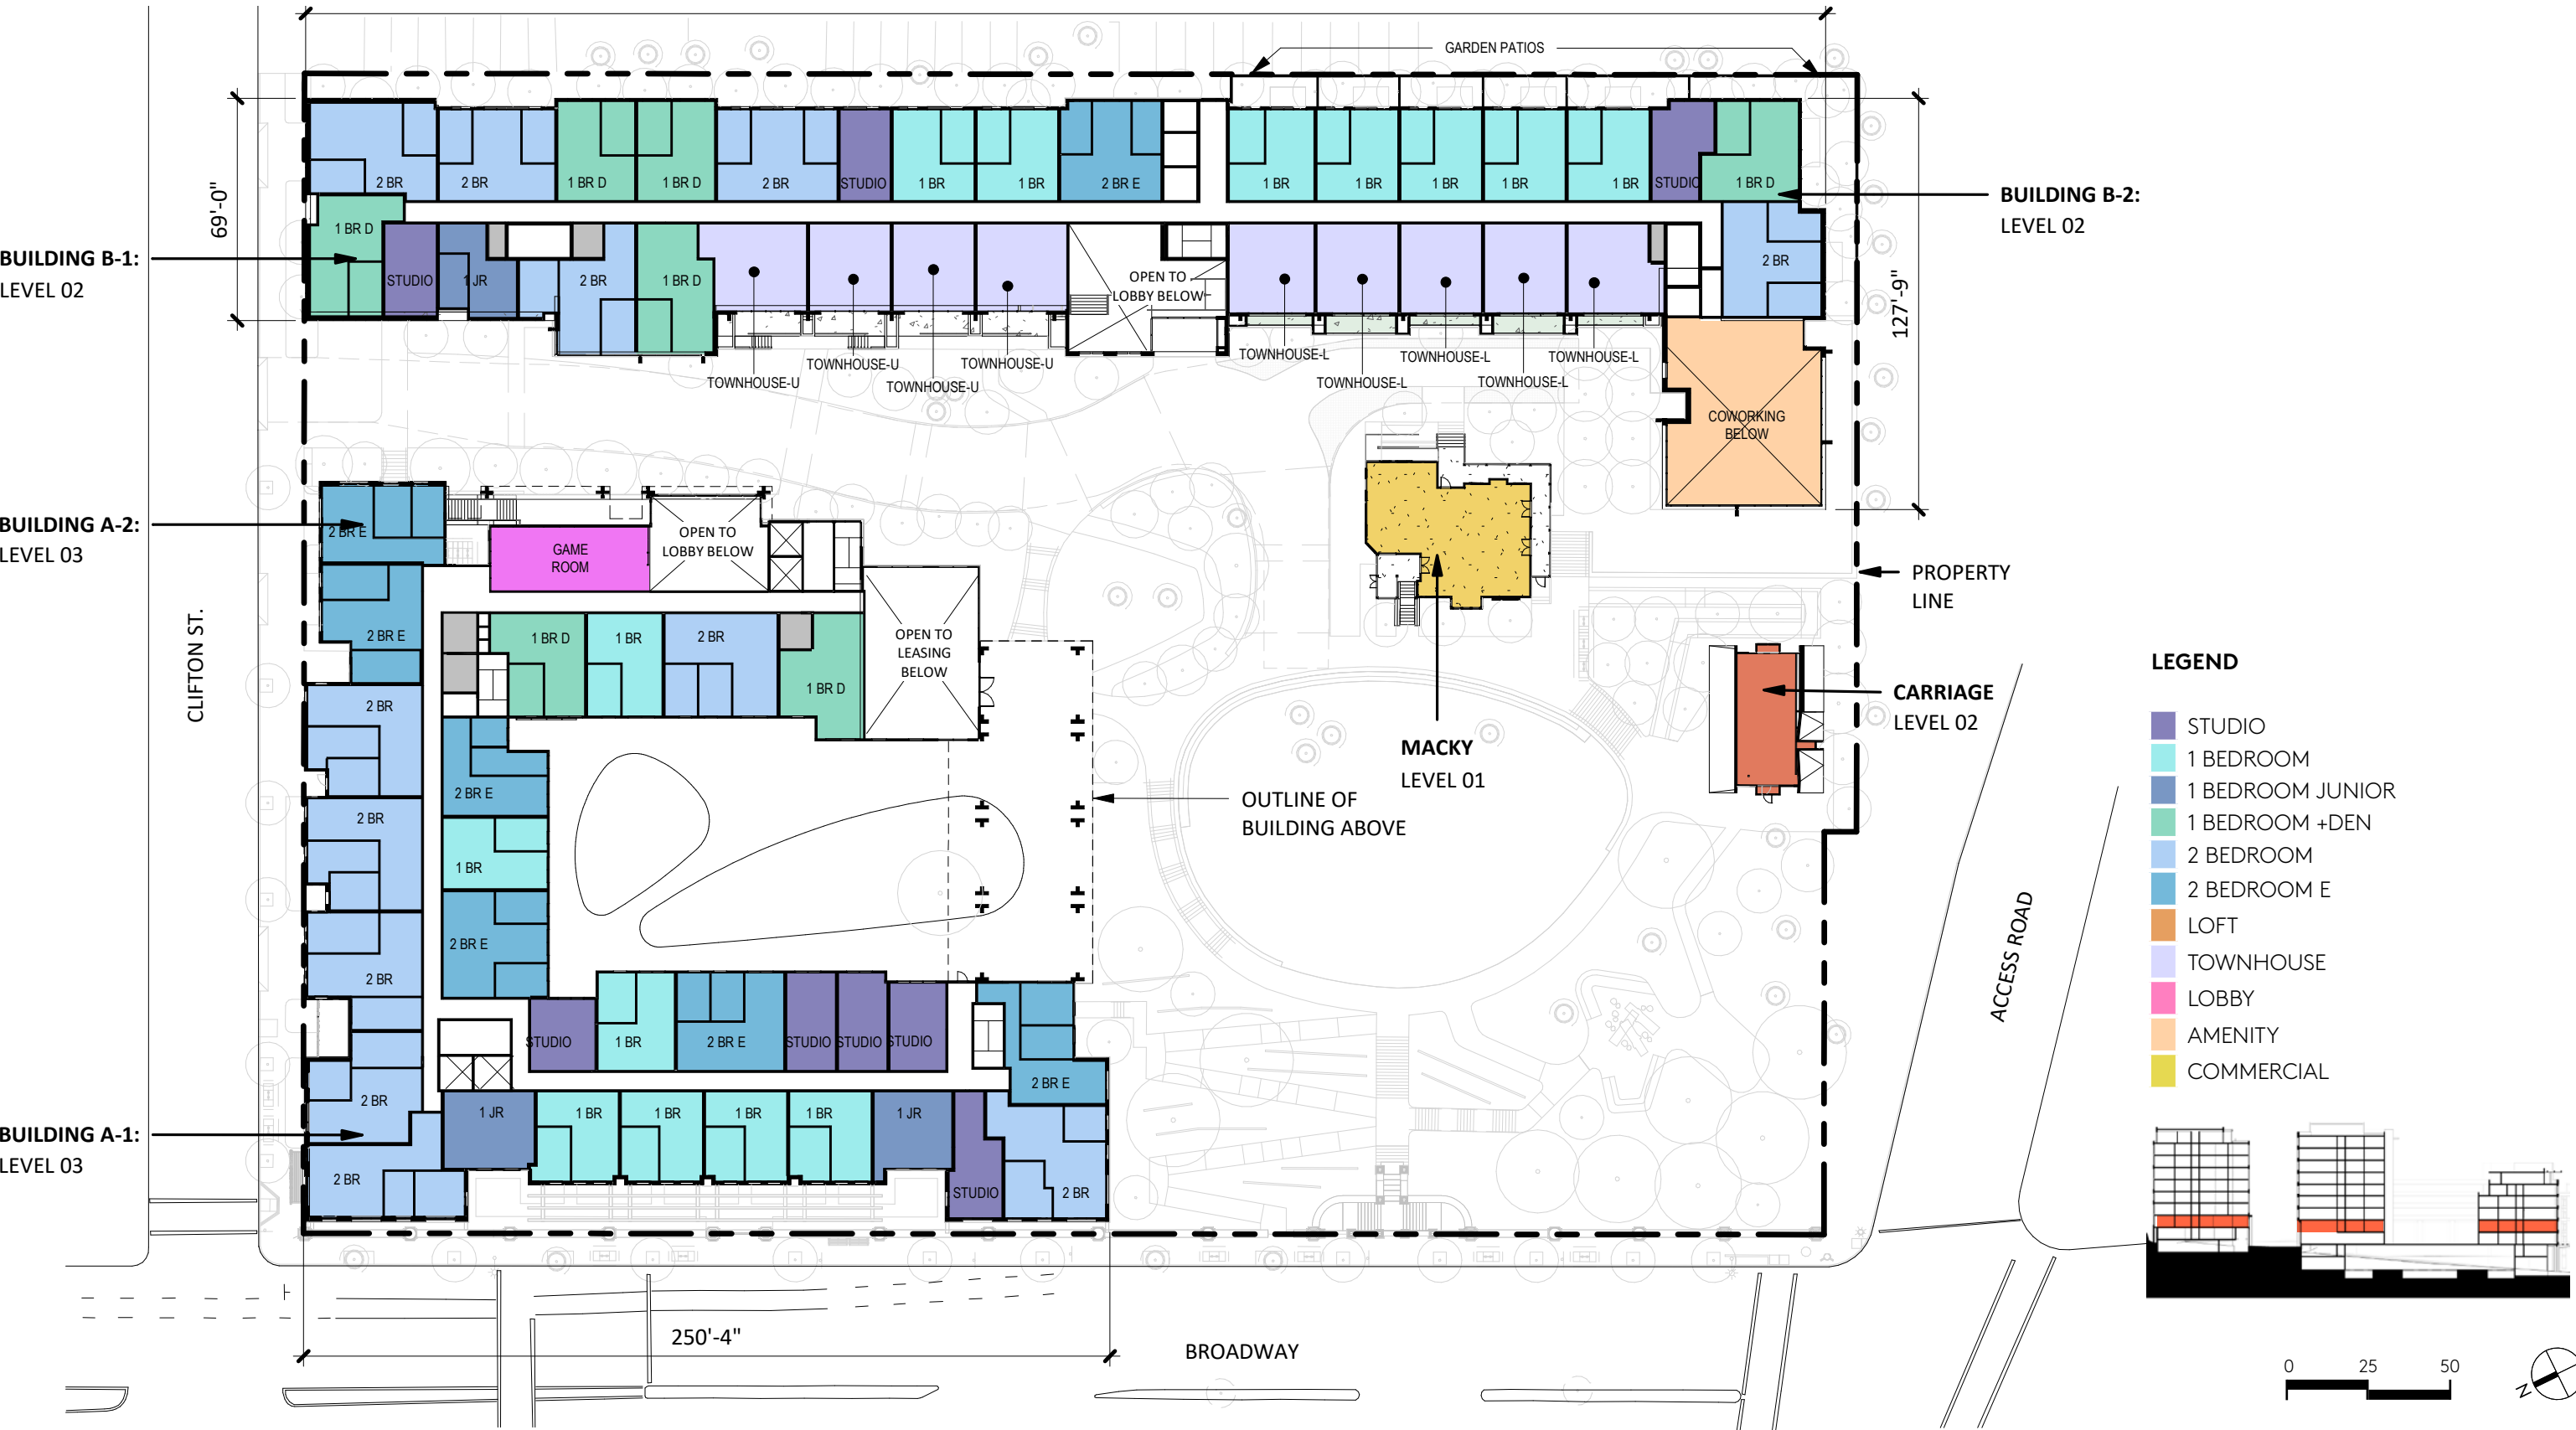 GARDEN PATIOS
69'-0"
2 BR
2 BR
1 BR D
1 BR D
2 BR
STUDIO
1 BR
1 BR
2 BR E
1 BR
1 BR
1 BR
1 BR
1 BR
STUDIO
1 BR D
BUILDING B-2:
LEVEL 02
BUILDING B-1:
LEVEL 02
1 BR D
STUDIO
1 JR
2 BR
1 BR D
OPEN TO
LOBBY BELOW
2 BR
127'-9"
TOWNHOUSE-U
TOWNHOUSE-U
TOWNHOUSE-U
TOWNHOUSE-U
TOWNHOUSE-L
TOWNHOUSE-L
TOWNHOUSE-L
TOWNHOUSE-L
TOWNHOUSE-L
COWORKING
BELOW
BUILDING A-2:
LEVEL 03
2 BR E
GAME
ROOM
OPEN TO
LOBBY BELOW
PROPERTY
LINE
CLIFTON ST.
2 BR E
1 BR D
1 BR
2 BR
1 BR D
OPEN TO
LEASING
BELOW
2 BR
CARRIAGE
LEVEL 02
MACKY
LEVEL 01
OUTLINE OF
BUILDING ABOVE
2 BR E
2 BR
1 BR
2 BR E
2 BR
ACCESS ROAD
STUDIO
1 BR
2 BR E
STUDIO
STUDIO
STUDIO
2 BR E
2 BR
1 JR
1 BR
1 BR
1 BR
1 BR
1 JR
BUILDING A-1:
LEVEL 03
2 BR
STUDIO
2 BR
250'-4"
BROADWAY
LEGEND
STUDIO
1 BEDROOM
1 BEDROOM JUNIOR
1 BEDROOM +DEN
2 BEDROOM
2 BEDROOM E
LOFT
TOWNHOUSE
LOBBY
AMENITY
COMMERCIAL
0 25 50
N